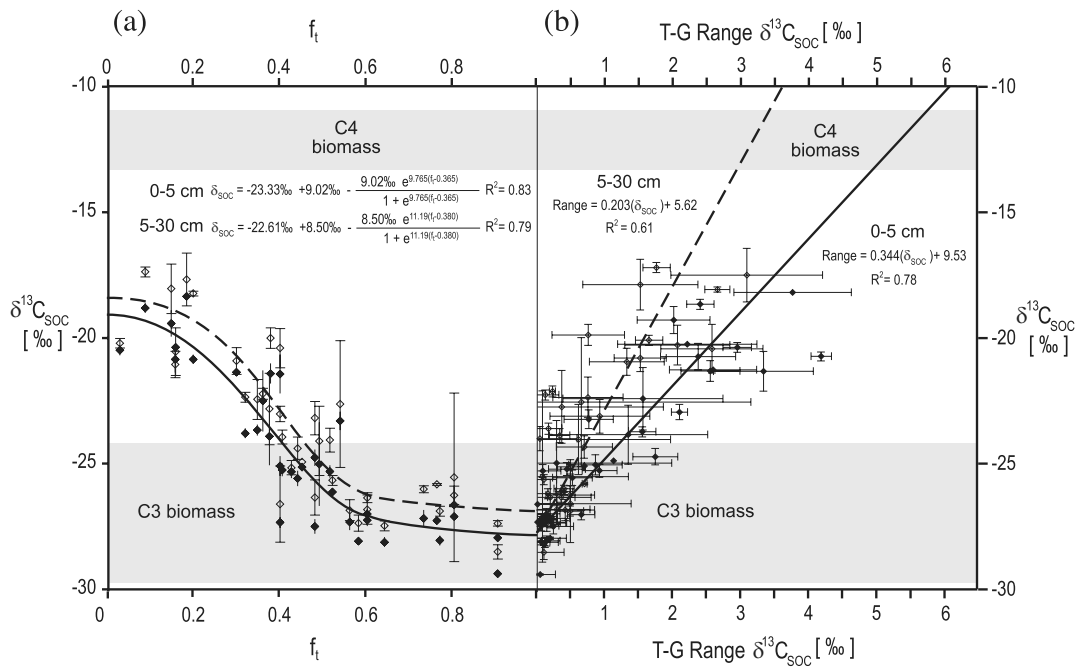 (a)
(b)
f_t
T-G Range δ¹³C_SOC [‰]
0 0.2 0.4 0.6 0.8 1 2 3 4 5 6
-10 -10
C4
biomass
C4
biomass
0-5 cm δ_SOC = -23.33‰ +9.02‰ - 9.02‰ e^9.765(f_t-0.365) / 1 + e^9.765(f_t-0.365) R² = 0.83
5-30 cm δ_SOC = -22.61‰ +8.50‰ - 8.50‰ e^11.19(f_t-0.380) / 1 + e^11.19(f_t-0.380) R² = 0.79
5-30 cm
Range = 0.203(δ_SOC)+ 5.62
R² = 0.61
0-5 cm
Range = 0.344(δ_SOC)+ 9.53
R² = 0.78
-15 -15
δ¹³C_SOC
[‰]
δ¹³C_SOC
[‰]
-20 -20
-25 -25
C3 biomass
C3 biomass
-30 -30
0 0.2 0.4 0.6 0.8 1 2 3 4 5 6
f_t
T-G Range δ¹³C_SOC [‰]